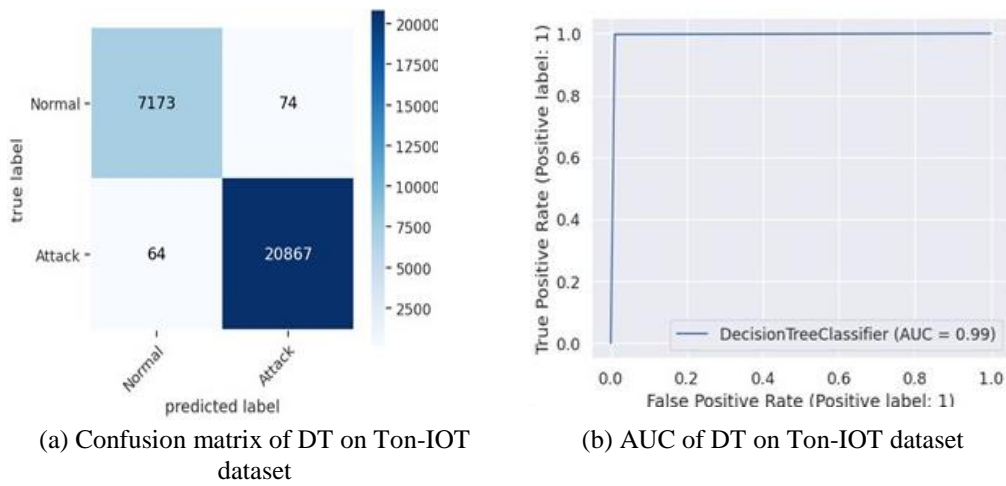 Normal
7173
74
Attack
64
20867
true label
Normal
Attack
predicted label
20000
17500
15000
12500
10000
7500
5000
2500
(a) Confusion matrix of DT on Ton-IOT
dataset
True Positive Rate (Positive label: 1)
1.0
0.8
0.6
0.4
0.2
0.0
DecisionTreeClassifier (AUC = 0.99)
0.0 0.2 0.4 0.6 0.8 1.0
False Positive Rate (Positive label: 1)
(b) AUC of DT on Ton-IOT dataset